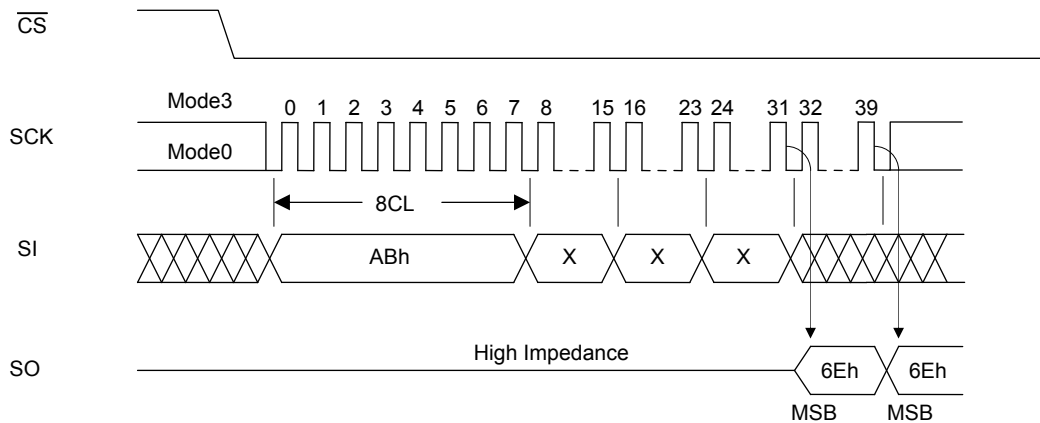 CS
Mode3
0 1 2 3 4 5 6 7 8 15 16 23 24 31 32 39
SCK
Mode0
8CL
SI
ABh X X X
High Impedance
SO
6Eh 6Eh
MSB MSB